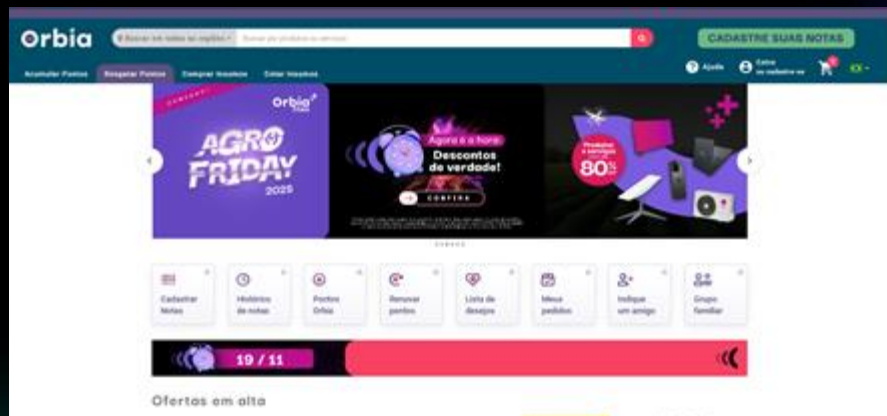 Orbia
CADASTRE SUAS NOTAS
Acumular Pontos
Resgatar Pontos
Comprar Insumos
Cotar Insumos
Ajuda
Entre
ou cadastre-se
Orbia
AGRO
FRIDAY
2025
Agora é a hora!
Descontos
de verdade!
CONFIRA
Produtos
e serviços
80%
Cadastrar
Notas
Histórico
de notas
Pontos
Orbia
Renovar
pontos
Lista de
desejos
Meus
pedidos
Indique
um amigo
Grupo
familiar
19 / 11
Ofertas em alta